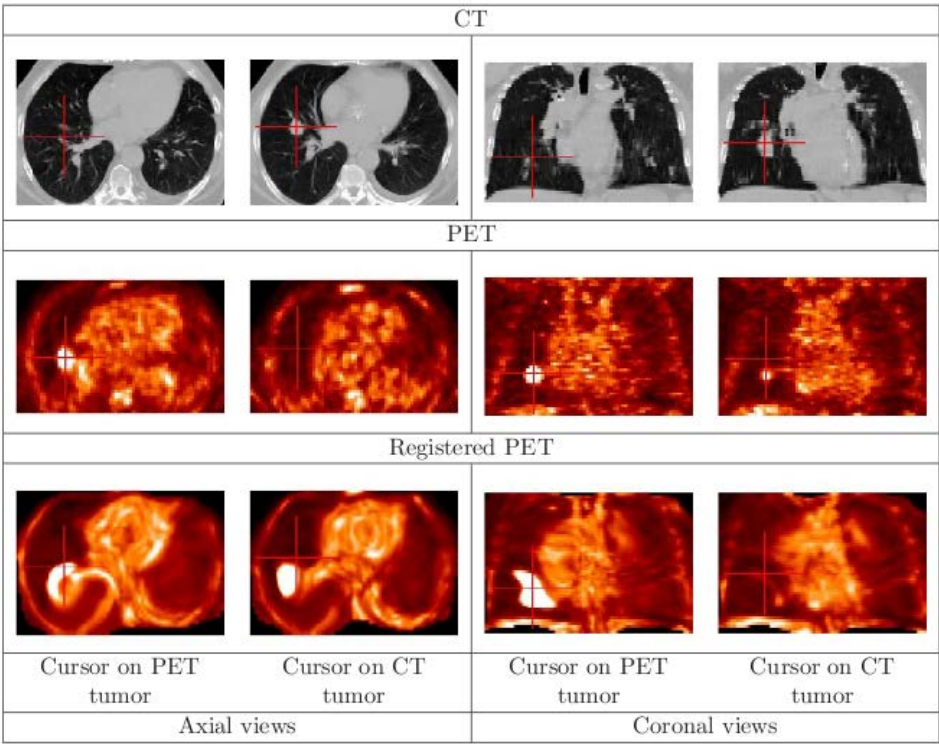 CT
PET
Registered PET
Cursor on PET
tumor
Cursor on CT
tumor
Cursor on PET
tumor
Cursor on CT
tumor
Axial views
Coronal views